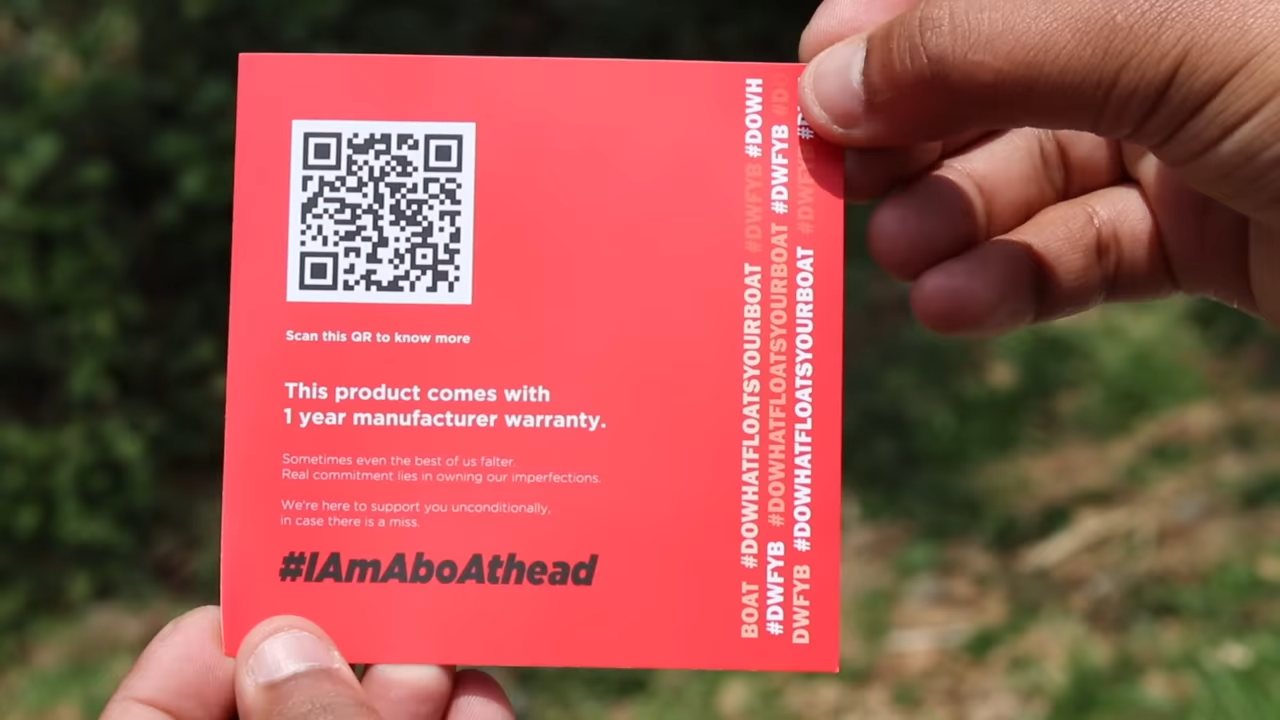 Scan this QR to know more
This product comes with
1 year manufacturer warranty.
Sometimes even the best of us falter.
Real commitment lies in owning our imperfections.
We're here to support you unconditionally,
in case there is a miss.
#IAmAboAthead
BOAT #DOWHATFLOATSYOURBOAT #DWFYB #DOWH
#DWFYB #DOWHATFLOATSYOURBOAT #DWFYB #DO
DWFYB #DOWHATFLOATSYOURBOAT #DWFYB #D